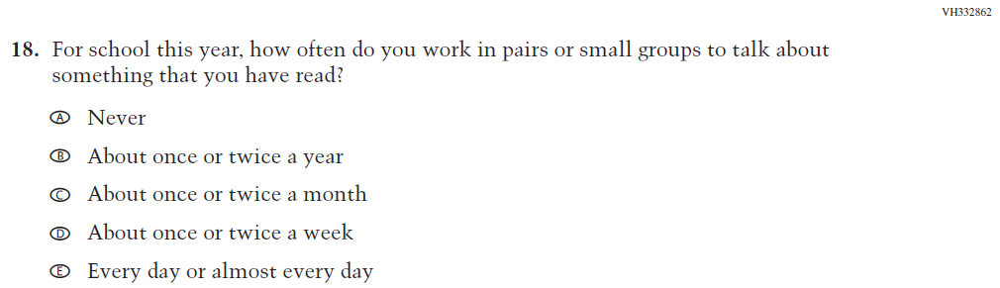 VH332862
18. For school this year, how often do you work in pairs or small groups to talk about
something that you have read?
A Never
B About once or twice a year
C About once or twice a month
D About once or twice a week
E Every day or almost every day